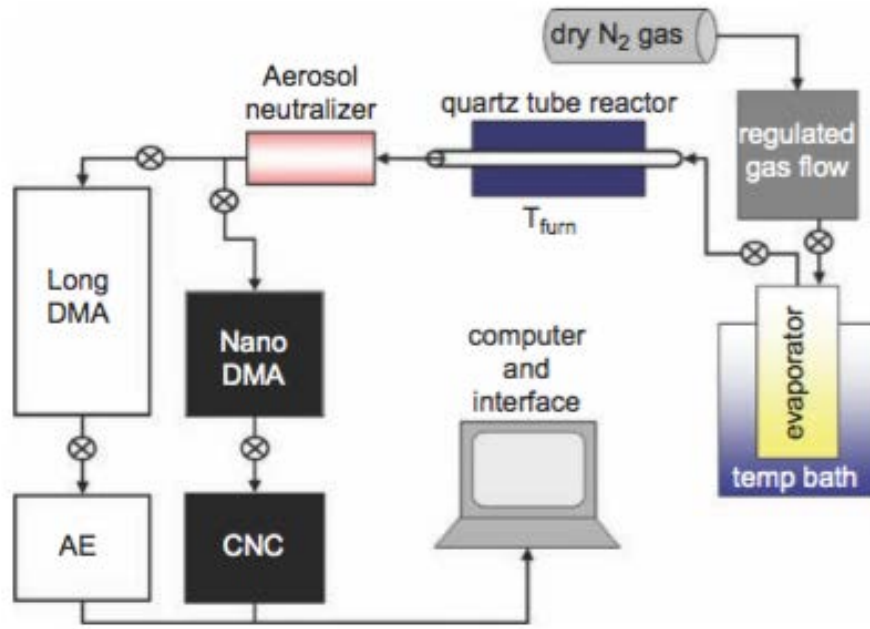 dry N₂ gas
Aerosol
neutralizer
quartz tube reactor
regulated
gas flow
T_furn
Long
DMA
Nano
DMA
computer
and
interface
evaporator
temp bath
AE
CNC